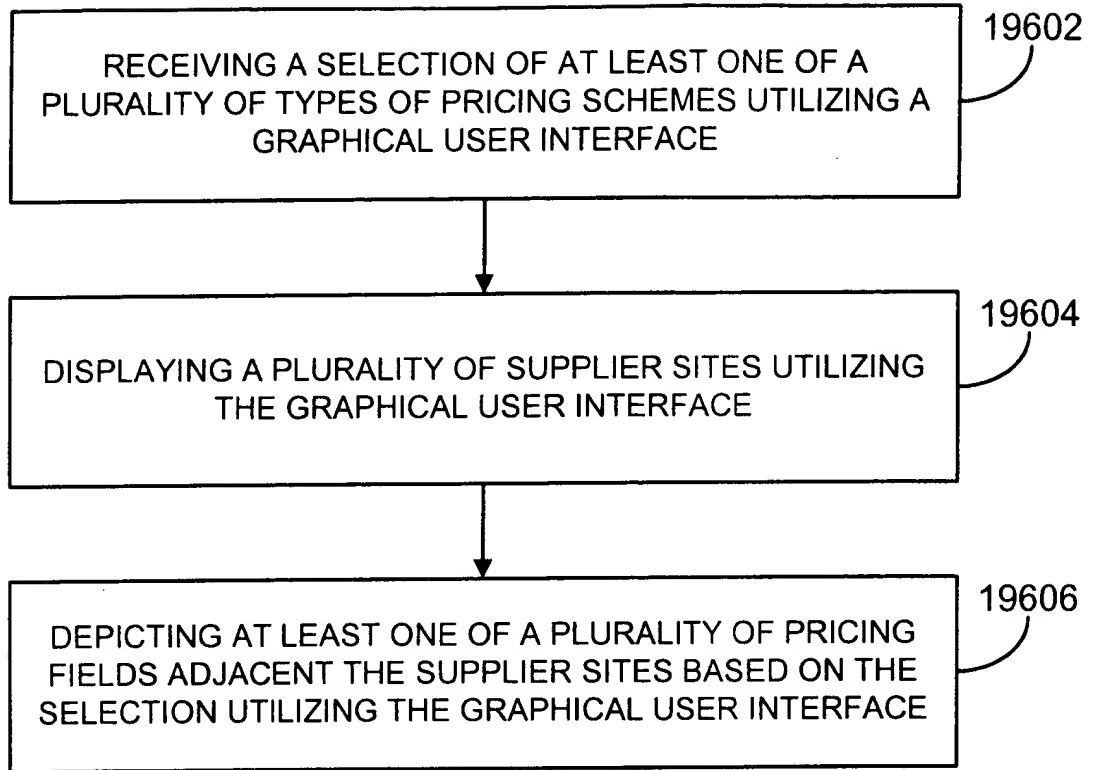 19602
RECEIVING A SELECTION OF AT LEAST ONE OF A
PLURALITY OF TYPES OF PRICING SCHEMES UTILIZING A
GRAPHICAL USER INTERFACE
19604
DISPLAYING A PLURALITY OF SUPPLIER SITES UTILIZING
THE GRAPHICAL USER INTERFACE
19606
DEPICTING AT LEAST ONE OF A PLURALITY OF PRICING
FIELDS ADJACENT THE SUPPLIER SITES BASED ON THE
SELECTION UTILIZING THE GRAPHICAL USER INTERFACE